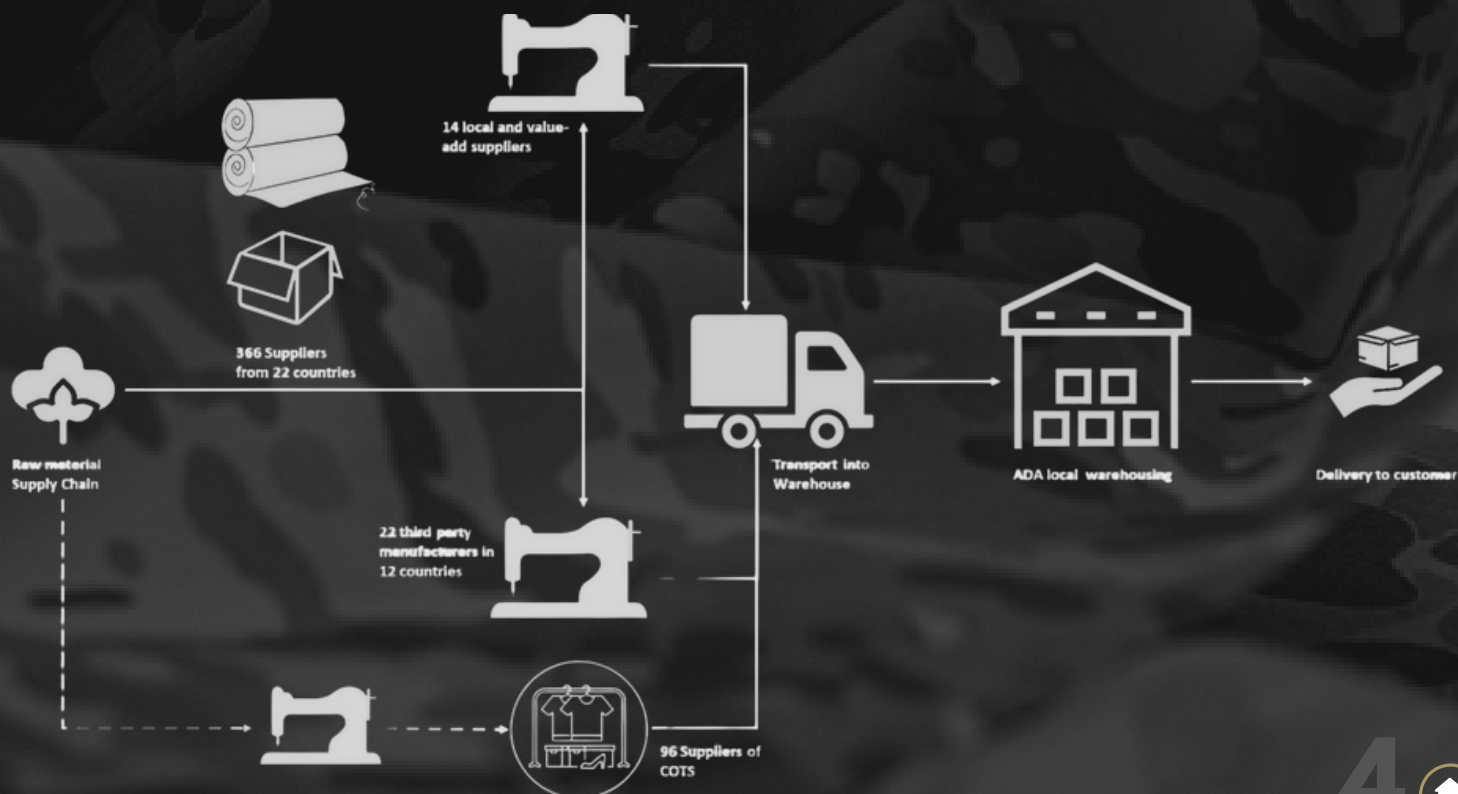 14 local and value-
add suppliers
366 Suppliers
from 22 countries
Raw material
Supply Chain
Transport into
Warehouse
ADA local warehousing
Delivery to customer
22 third party
manufacturers in
12 countries
96 Suppliers of
COTS
4